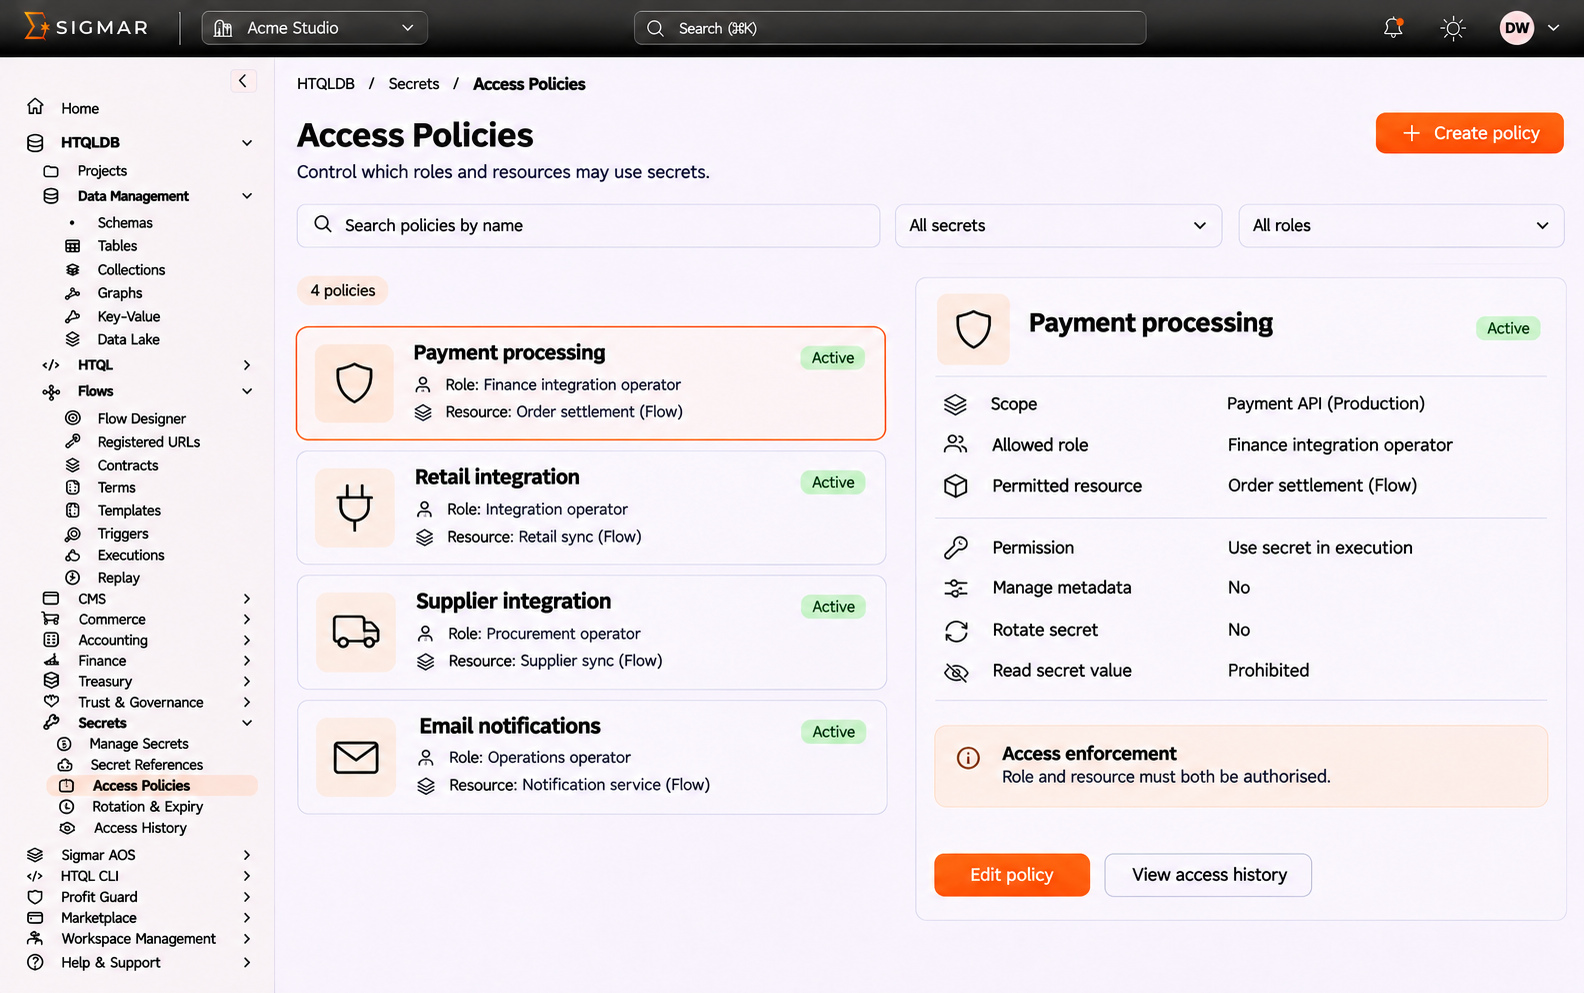 SIGMAR
Acme Studio
Search (⌘K)
DW
Home
HTQLDB
Projects
Data Management
Schemas
Tables
Collections
Graphs
Key-Value
Data Lake
HTQL
Flows
Flow Designer
Registered URLs
Contracts
Terms
Templates
Triggers
Executions
Replay
CMS
Commerce
Accounting
Finance
Treasury
Trust & Governance
Secrets
Manage Secrets
Secret References
Access Policies
Rotation & Expiry
Access History
Sigmar AOS
HTQL CLI
Profit Guard
Marketplace
Workspace Management
Help & Support
HTQLDB / Secrets / Access Policies
Access Policies
Control which roles and resources may use secrets.
Create policy
Search policies by name
All secrets
All roles
4 policies
Payment processing
Active
Role: Finance integration operator
Resource: Order settlement (Flow)
Retail integration
Active
Role: Integration operator
Resource: Retail sync (Flow)
Supplier integration
Active
Role: Procurement operator
Resource: Supplier sync (Flow)
Email notifications
Active
Role: Operations operator
Resource: Notification service (Flow)
Payment processing
Active
Scope Payment API (Production)
Allowed role Finance integration operator
Permitted resource Order settlement (Flow)
Permission Use secret in execution
Manage metadata No
Rotate secret No
Read secret value Prohibited
Access enforcement
Role and resource must both be authorised.
Edit policy
View access history